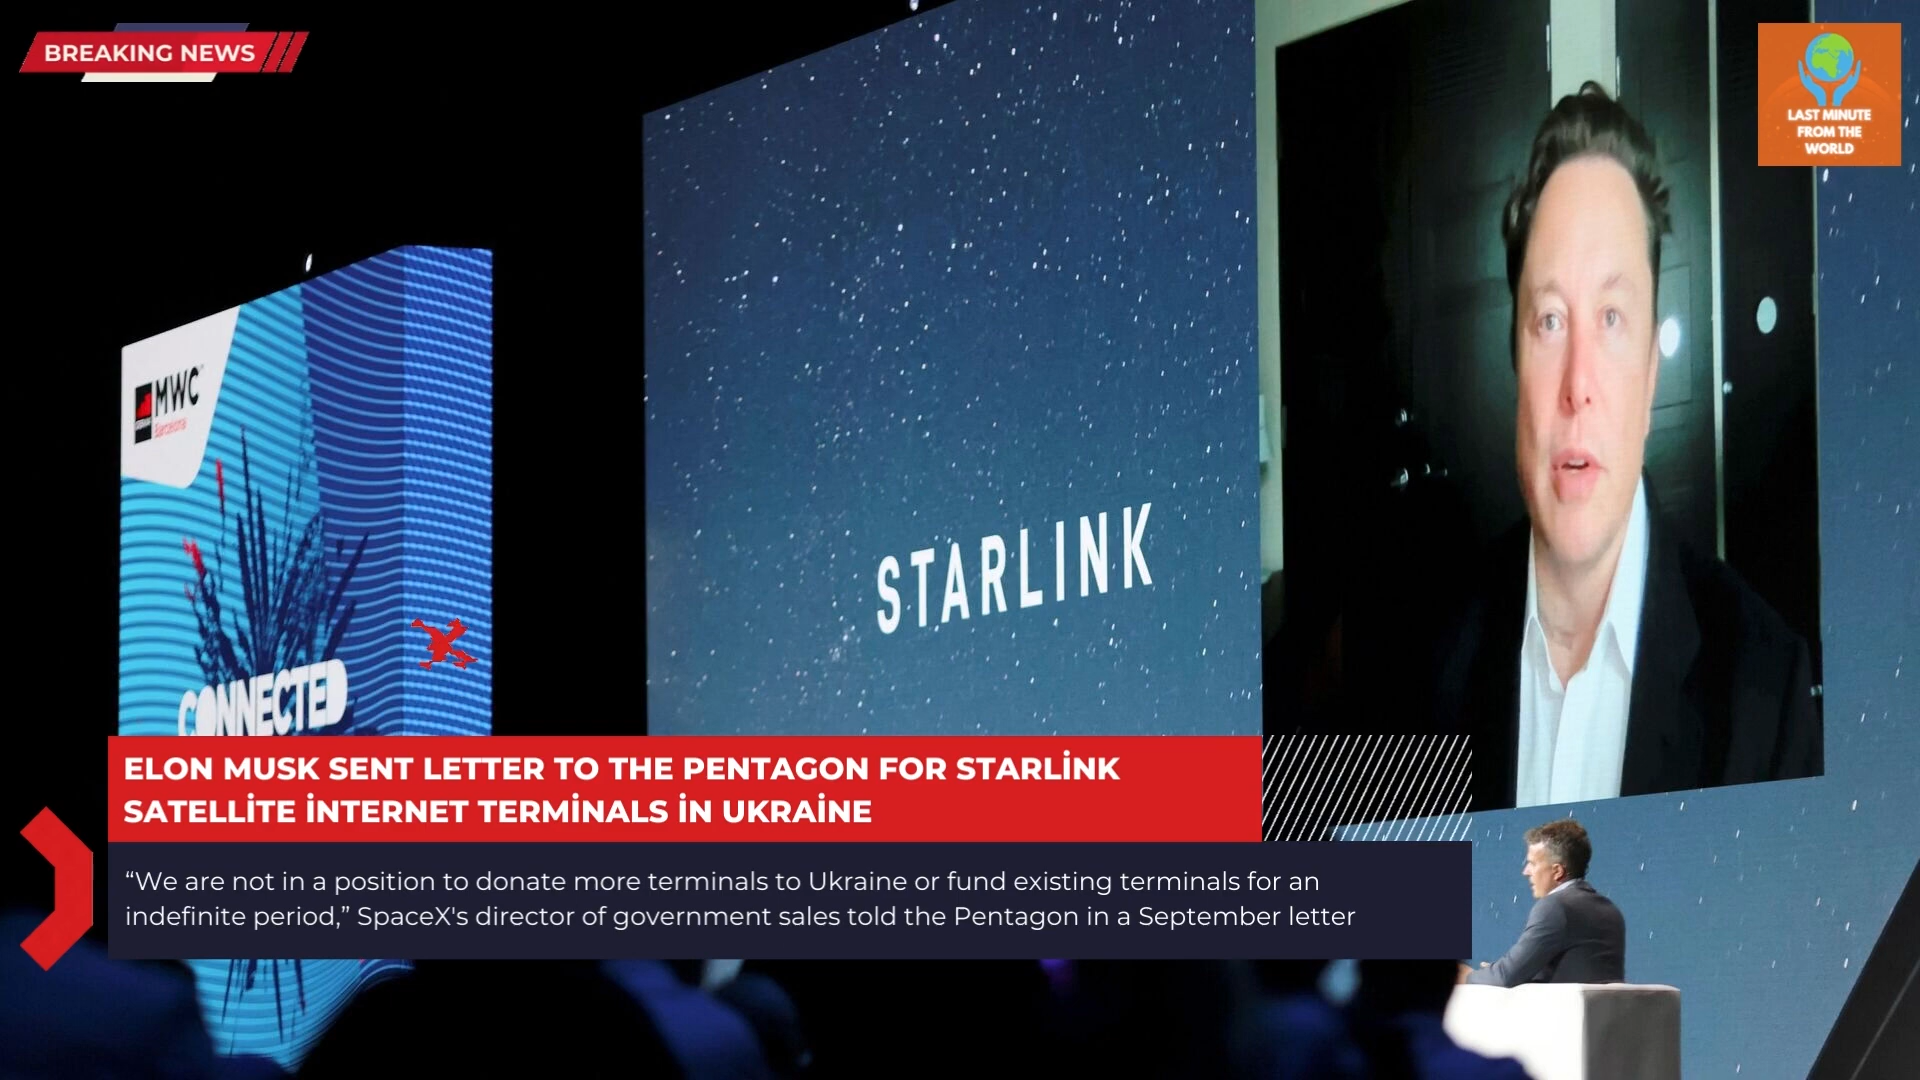 BREAKING NEWS
LAST MINUTE
FROM THE
WORLD
MWC
Barcelona
STARLINK
CONNECTED
ELON MUSK SENT LETTER TO THE PENTAGON FOR STARLİNK
SATELLİTE İNTERNET TERMİNALS İN UKRAİNE
“We are not in a position to donate more terminals to Ukraine or fund existing terminals for an
indefinite period,” SpaceX's director of government sales told the Pentagon in a September letter